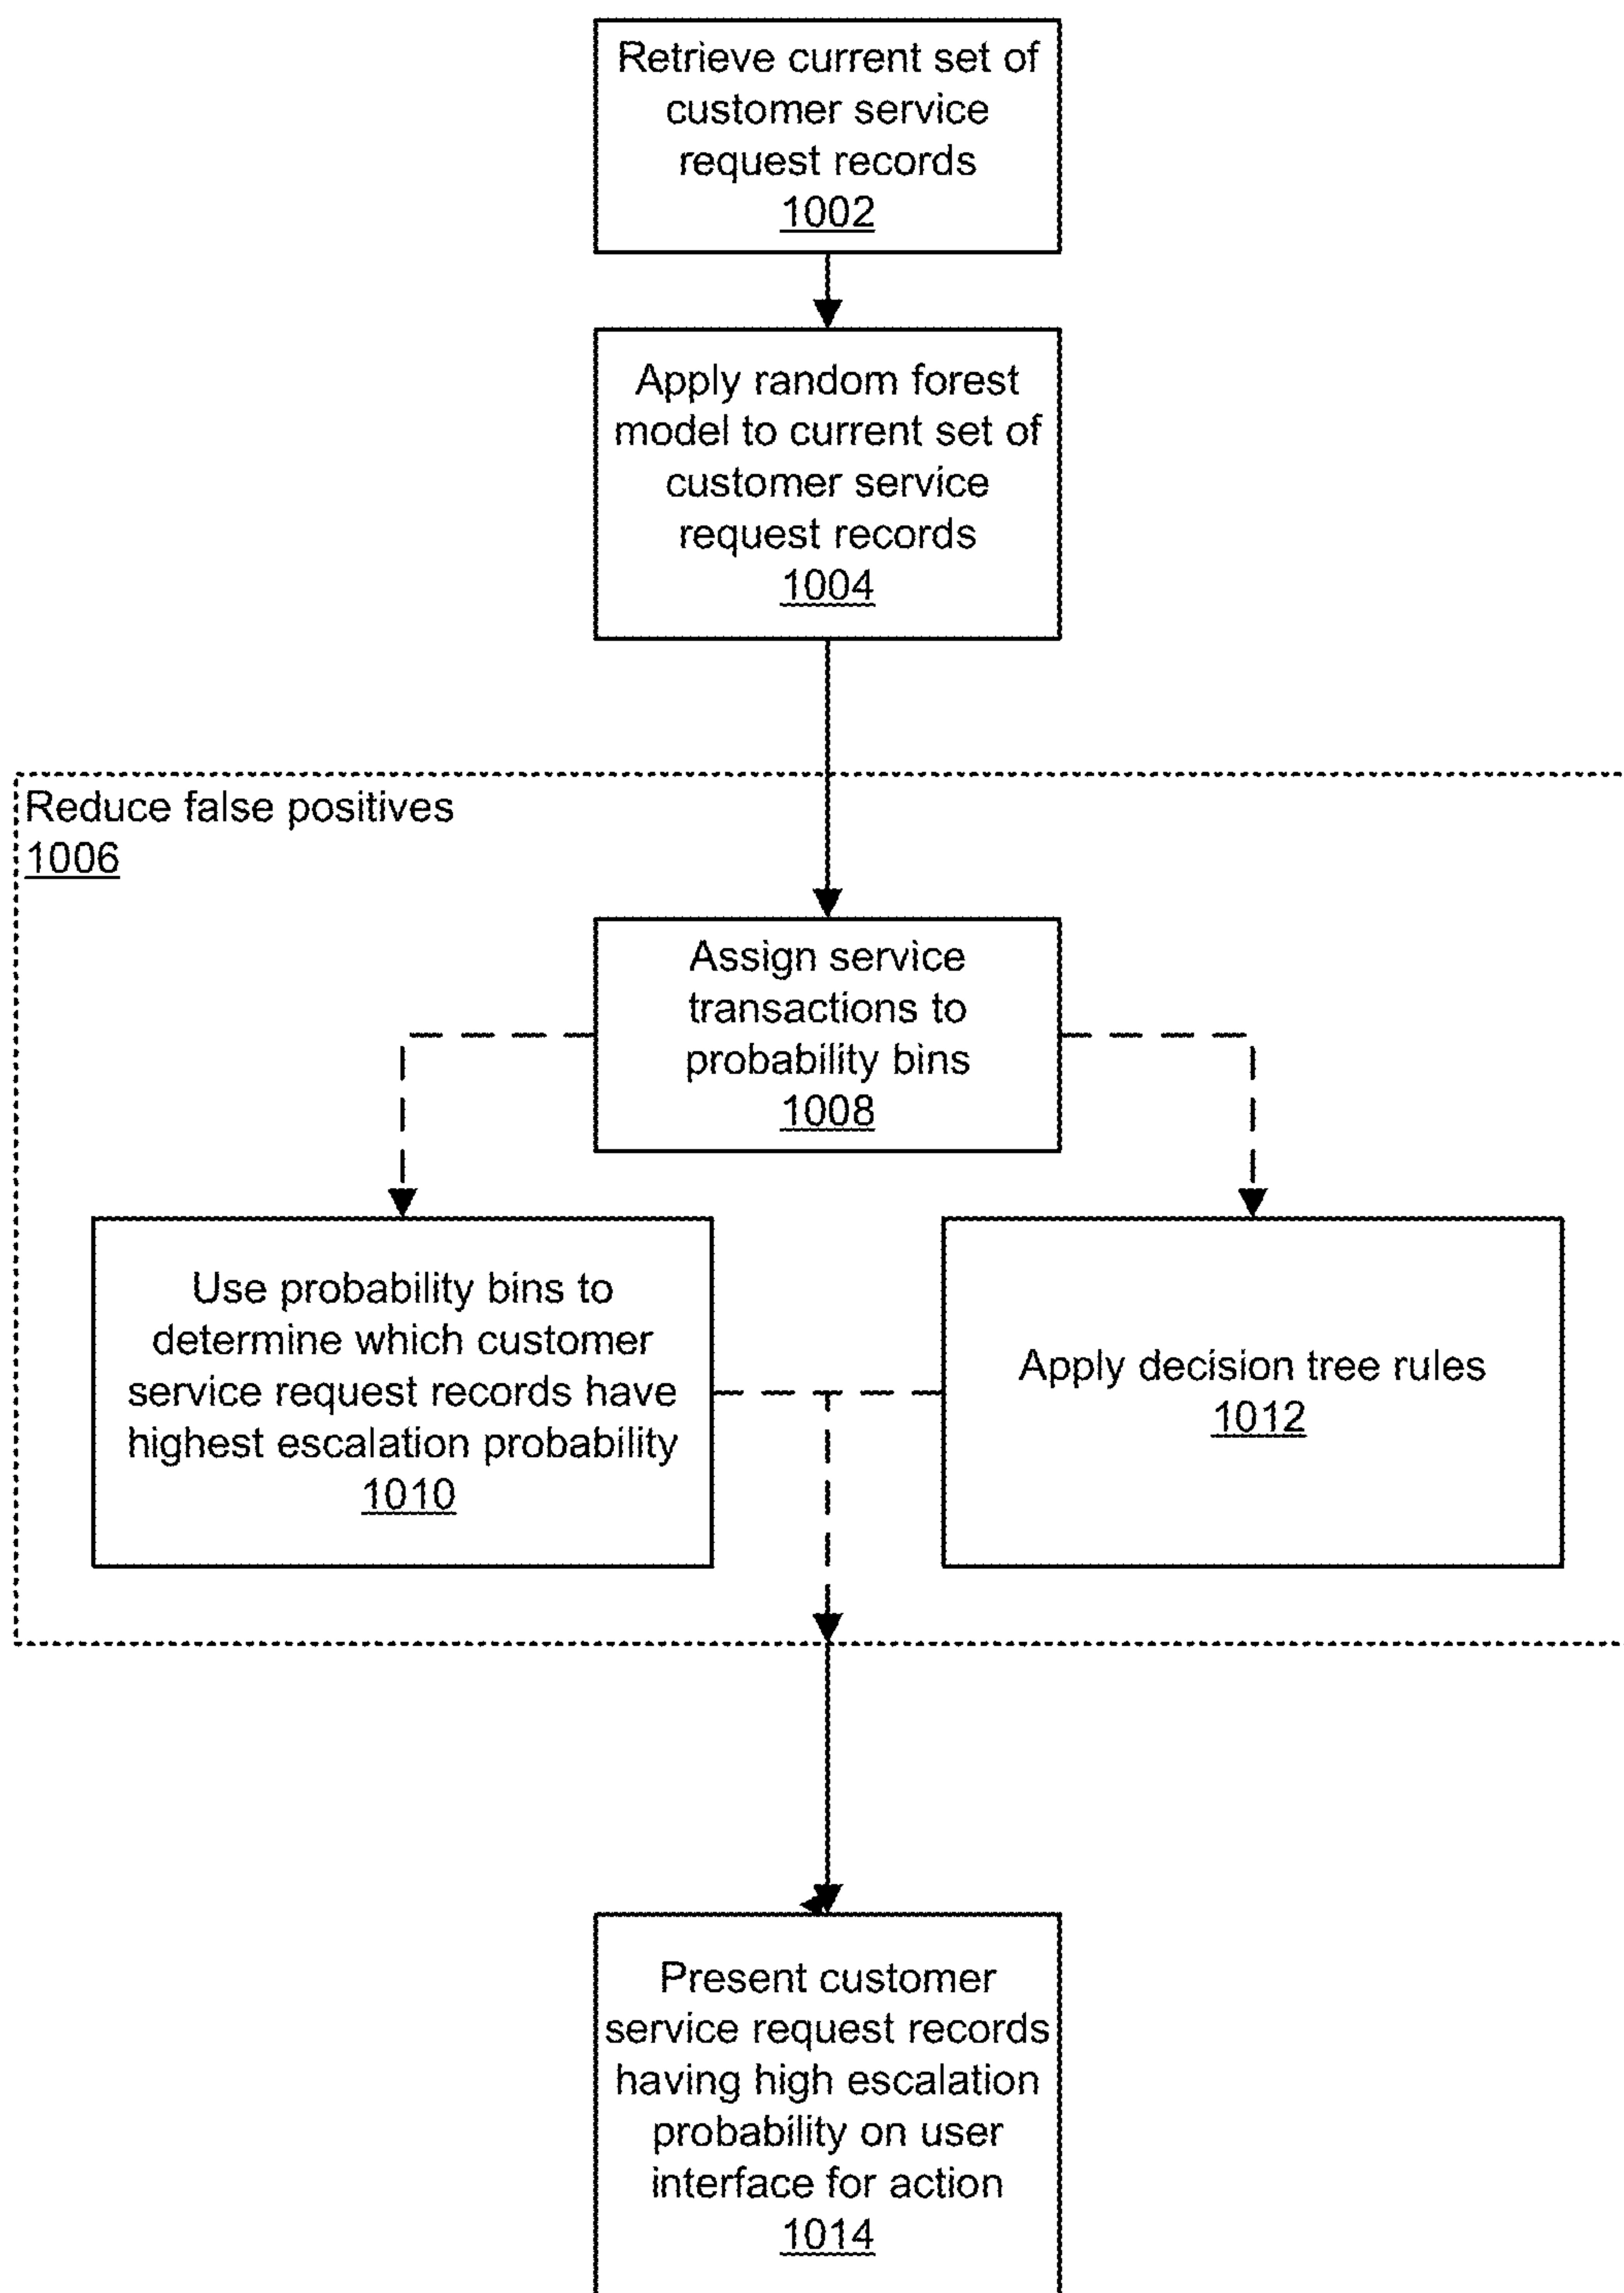 Retrieve current set of
customer service
request records
1002
Apply random forest
model to current set of
customer service
request records
1004
Reduce false positives
1006
Assign service
transactions to
probability bins
1008
Use probability bins to
determine which customer
service request records have
highest escalation probability
1010
Apply decision tree rules
1012
Present customer
service request records
having high escalation
probability on user
interface for action
1014